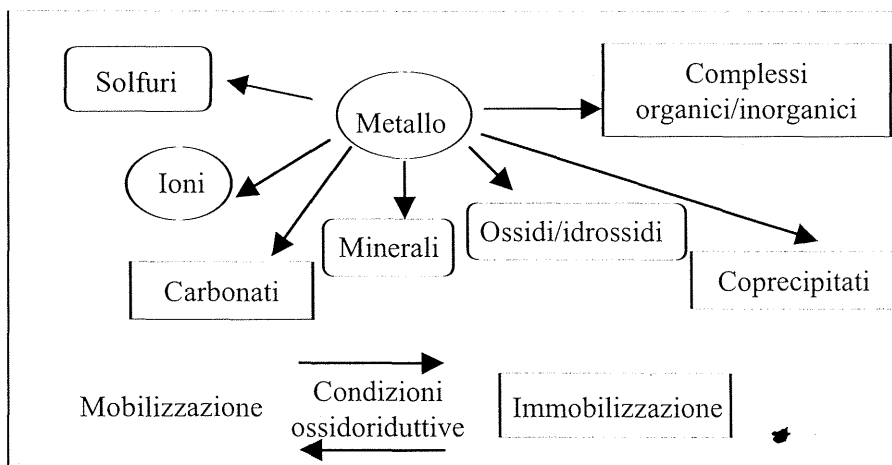 Solfuri
Complessi
organici/inorganici
Metallo
Ioni
Ossidi/idrossidi
Minerali
Coprecipitati
Carbonati
Mobilizzazione
Condizioni
ossidoriduttive
Immobilizzazione